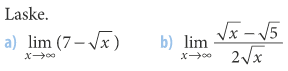 Laske.
a) lim x→∞ (7 − √x)
b) lim x→∞ (√x − √5)/(2√x)